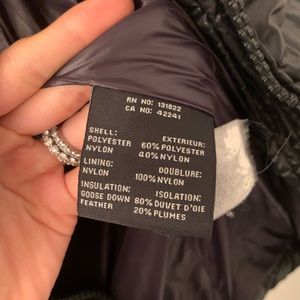 RN NO: 131822
CA NO: 42241
SHELL: EXTERIEUR:
POLYESTER 60% POLYESTER
NYLON 40% NYLON
LINING: DOUBLURE:
NYLON 100% NYLON
INSULATION: ISOLATION:
GOOSE DOWN 80% DUVET D'OIE
FEATHER 20% PLUMES